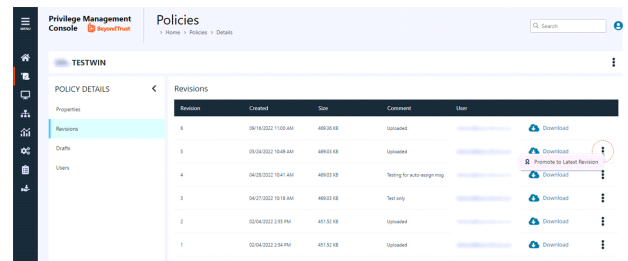 Privilege Management
Console BeyondTrust
MENU
Policies
> Home > Policies > Details
Search
TESTWIN
POLICY DETAILS
Properties
Revisions
Drafts
Users
Revisions
Revision Created Size Comment User
6 09/16/2022 11:00 AM 469.36 KB Uploaded Download
5 05/24/2022 10:49 AM 469.03 KB Uploaded Download
Promote to Latest Revision
4 04/28/2022 10:41 AM 469.03 KB Testing for auto-assign msg Download
3 04/27/2022 10:18 AM 469.03 KB Test only Download
2 02/04/2022 2:55 PM 451.52 KB Uploaded Download
1 02/04/2022 2:54 PM 451.52 KB Uploaded Download